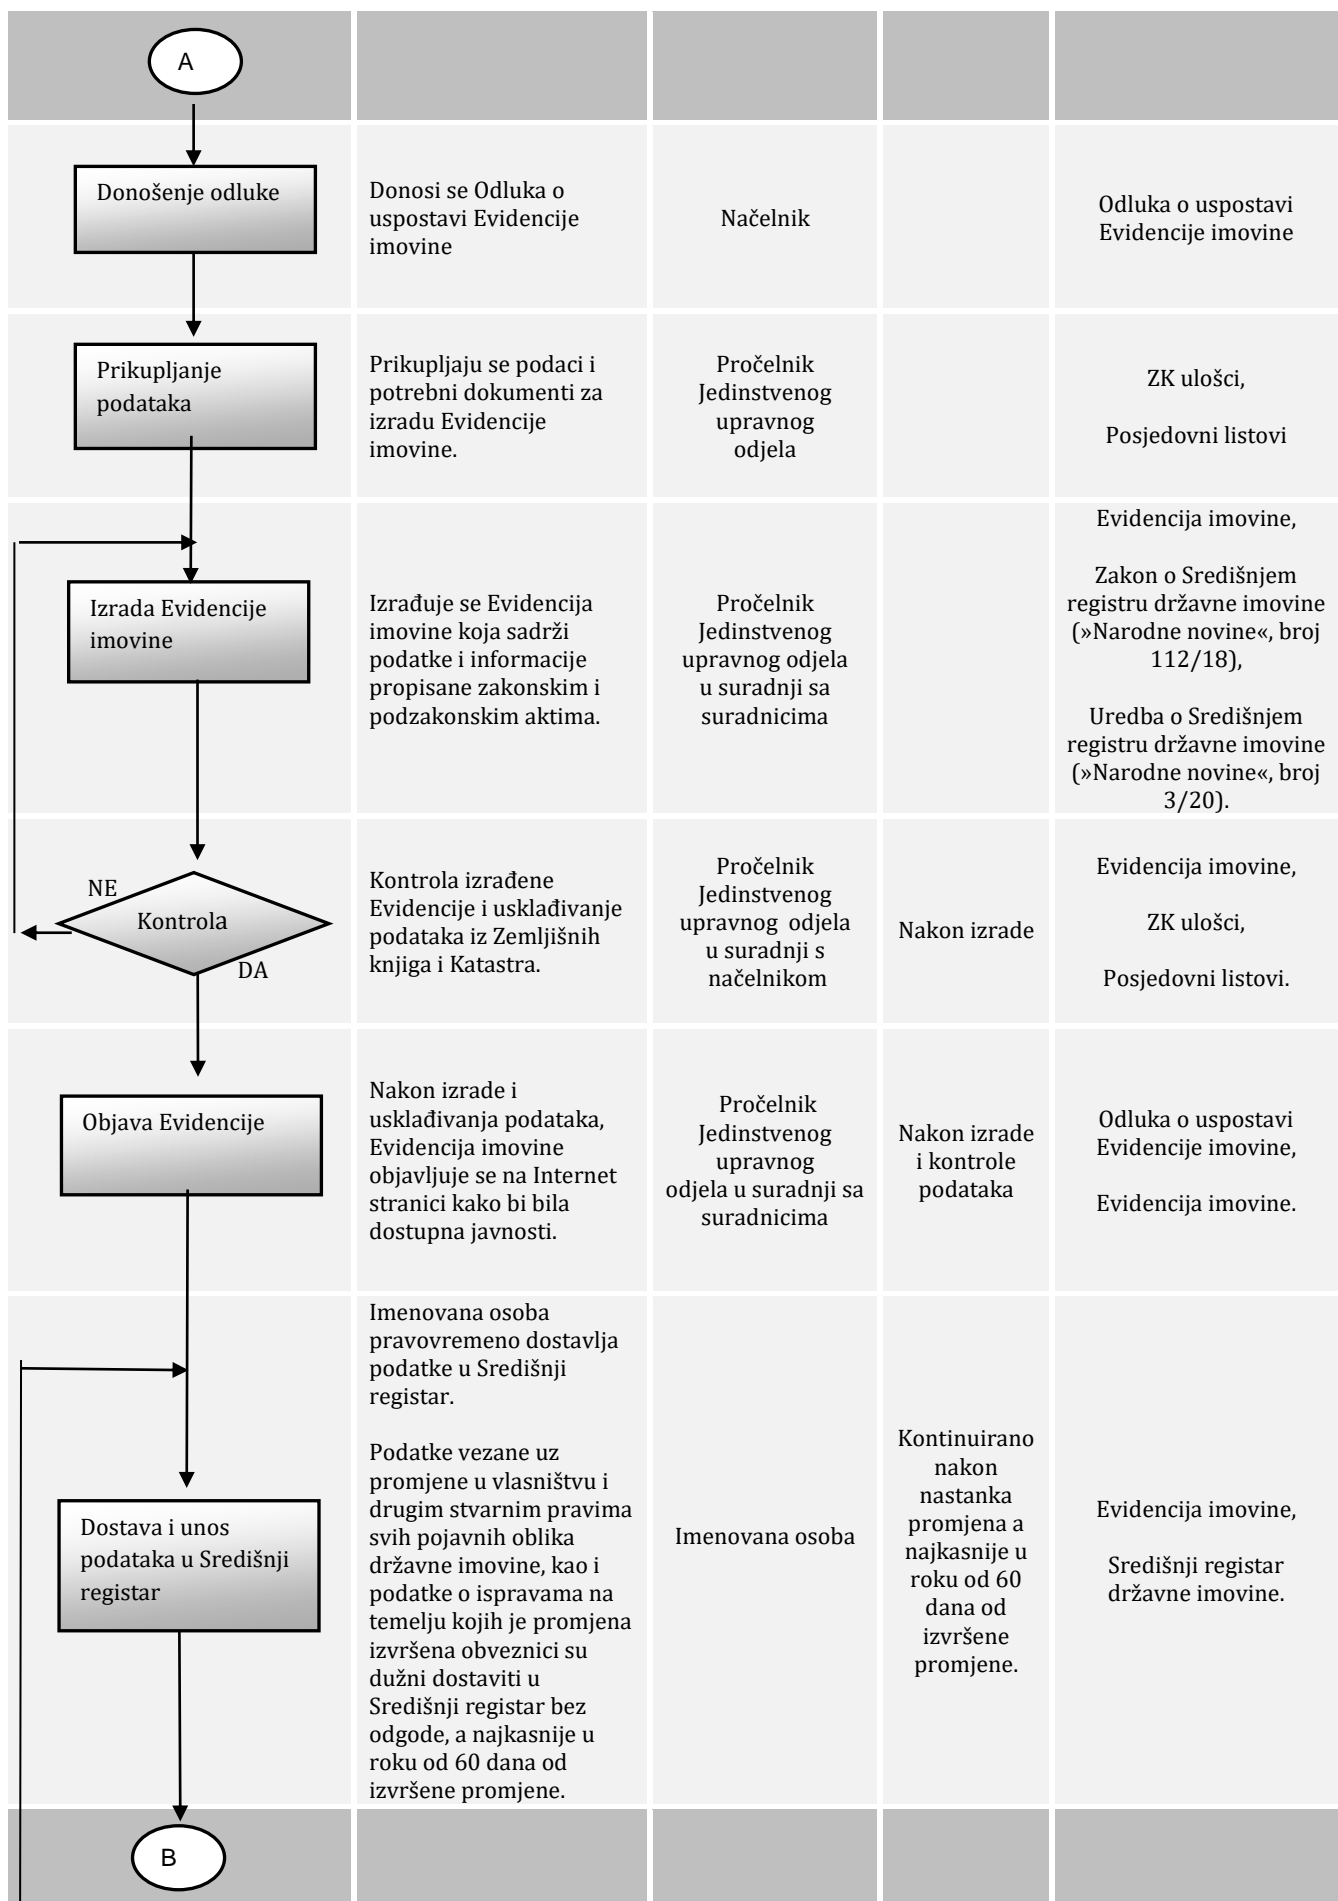 A
Donošenje odluke
Donosi se Odluka o
uspostavi Evidencije
imovine
Načelnik
Odluka o uspostavi
Evidencije imovine
Prikupljanje
podataka
Prikupljaju se podaci i
potrebni dokumenti za
izradu Evidencije
imovine.
Pročelnik
Jedinstvenog
upravnog
odjela
ZK ulošci,
Posjedovni listovi
Izrada Evidencije
imovine
Izrađuje se Evidencija
imovine koja sadrži
podatke i informacije
propisane zakonskim i
podzakonskim aktima.
Pročelnik
Jedinstvenog
upravnog odjela
u suradnji sa
suradnicima
Evidencija imovine,
Zakon o Središnjem
registru državne imovine
(»Narodne novine«, broj
112/18),
Uredba o Središnjem
registru državne imovine
(»Narodne novine«, broj
3/20).
NE
Kontrola
DA
Kontrola izrađene
Evidencije i usklađivanje
podataka iz Zemljišnih
knjiga i Katastra.
Pročelnik
Jedinstvenog
upravnog  odjela
u suradnji s
načelnikom
Nakon izrade
Evidencija imovine,
ZK ulošci,
Posjedovni listovi.
Objava Evidencije
Nakon izrade i
usklađivanja podataka,
Evidencija imovine
objavljuje se na Internet
stranici kako bi bila
dostupna javnosti.
Pročelnik
Jedinstvenog
upravnog
odjela u suradnji sa
suradnicima
Nakon izrade
i kontrole
podataka
Odluka o uspostavi
Evidencije imovine,
Evidencija imovine.
Dostava i unos
podataka u Središnji
registar
Imenovana osoba
pravovremeno dostavlja
podatke u Središnji
registar.
Podatke vezane uz
promjene u vlasništvu i
drugim stvarnim pravima
svih pojavnih oblika
državne imovine, kao i
podatke o ispravama na
temelju kojih je promjena
izvršena obveznici su
dužni dostaviti u
Središnji registar bez
odgode, a najkasnije u
roku od 60 dana od
izvršene promjene.
Imenovana osoba
Kontinuirano
nakon
nastanka
promjena a
najkasnije u
roku od 60
dana od
izvršene
promjene.
Evidencija imovine,
Središnji registar
državne imovine.
B